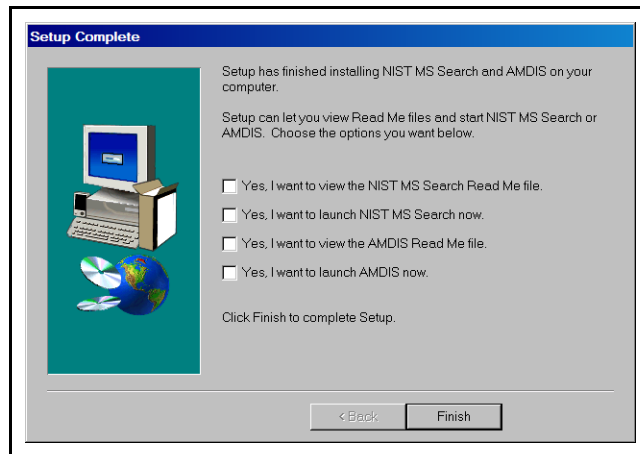 Setup Complete
Setup has finished installing NIST MS Search and AMDIS on your
computer.
Setup can let you view Read Me files and start NIST MS Search or
AMDIS. Choose the options you want below.
Yes, I want to view the NIST MS Search Read Me file.
Yes, I want to launch NIST MS Search now.
Yes, I want to view the AMDIS Read Me file.
Yes, I want to launch AMDIS now.
Click Finish to complete Setup.
< Back
Finish